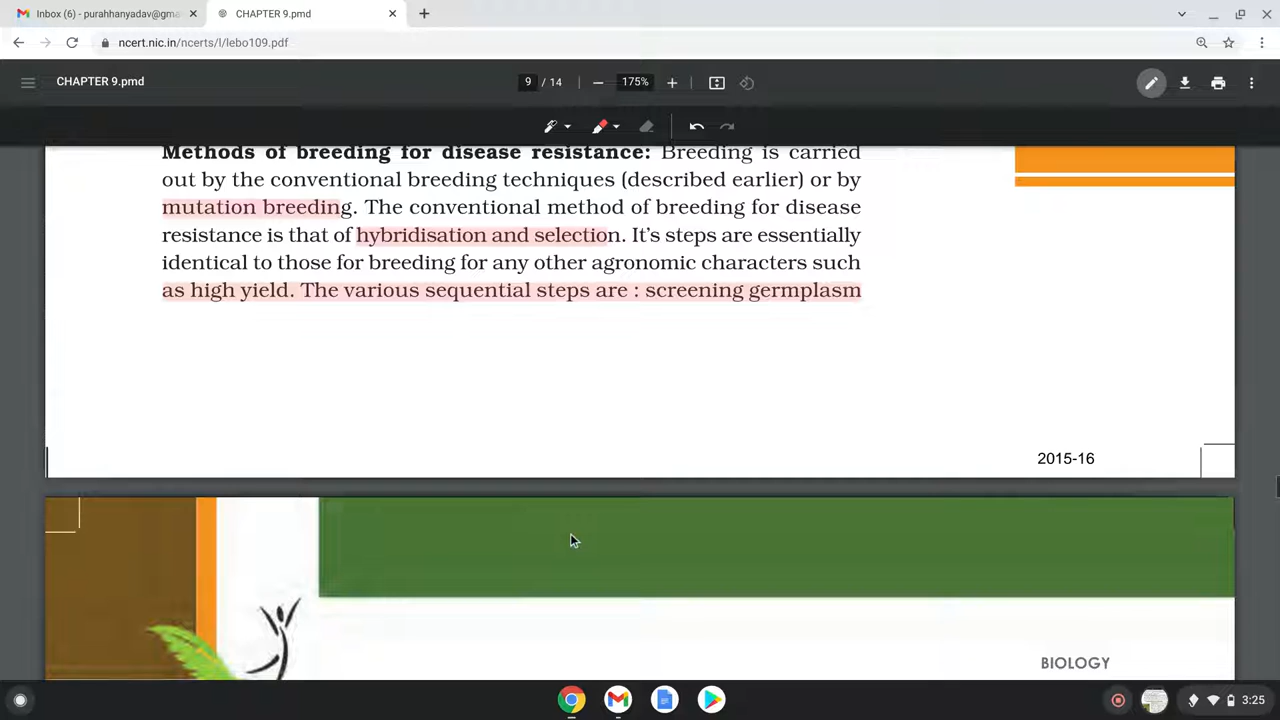 Inbox (6) - purahhanyadav@gma
CHAPTER 9.pmd
ncert.nic.in/ncerts/l/lebo109.pdf
CHAPTER 9.pmd
9 / 14
175%
Methods of breeding for disease resistance: Breeding is carried
out by the conventional breeding techniques (described earlier) or by
mutation breeding. The conventional method of breeding for disease
resistance is that of hybridisation and selection. It's steps are essentially
identical to those for breeding for any other agronomic characters such
as high yield. The various sequential steps are : screening germplasm
2015-16
BIOLOGY
3:25